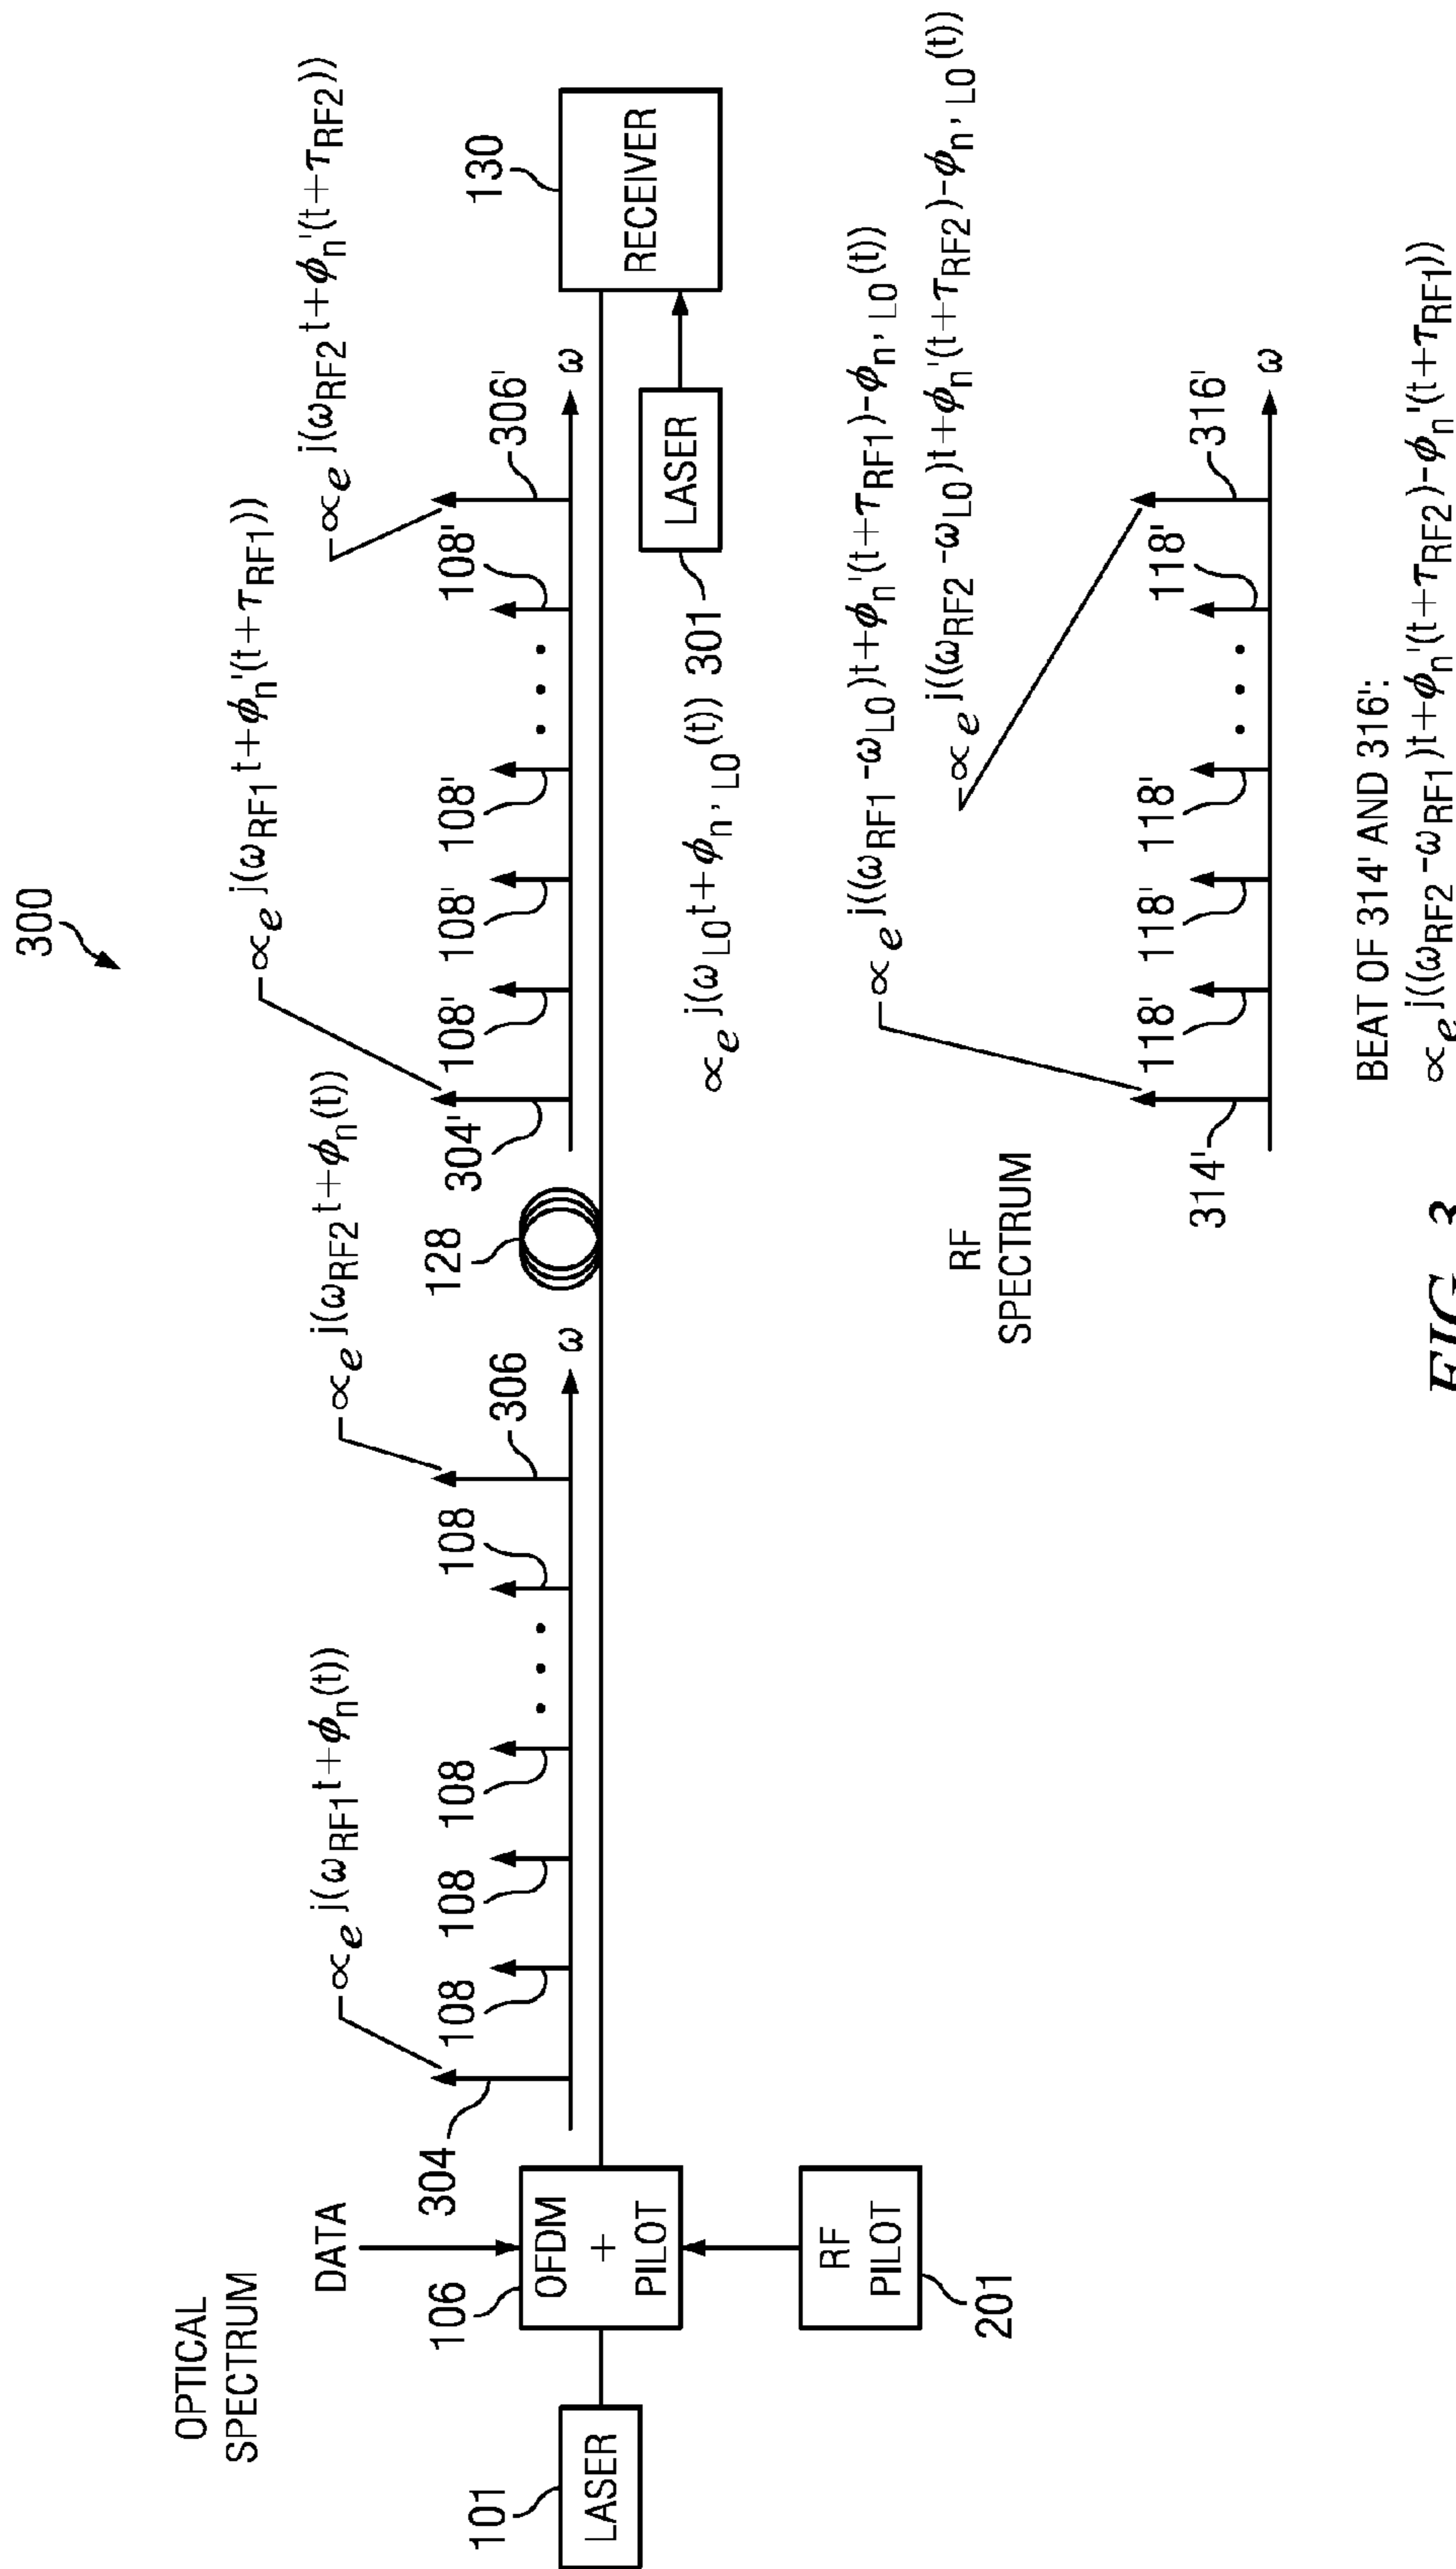 300
OPTICAL
SPECTRUM
∝e^j(ω_RF1 t+ϕ_n(t))
∝e^j(ω_RF2 t+ϕ_n(t))
∝e^j(ω_RF1 t+ϕ_n'(t+τ_RF1))
∝e^j(ω_RF2 t+ϕ_n'(t+τ_RF2))
DATA
304
108
108
108
108
306
ω
128
304'
108'
108'
108'
108'
306'
ω
101
LASER
106
OFDM
+
PILOT
RF
PILOT
201
130
RECEIVER
LASER
301
∝e^j(ω_LO t+ϕ_n,LO(t))
RF
SPECTRUM
∝e^j((ω_RF1-ω_LO)t+ϕ_n'(t+τ_RF1)-ϕ_n,LO(t))
∝e^j((ω_RF2-ω_LO)t+ϕ_n'(t+τ_RF2)-ϕ_n,LO(t))
314'
118'
118'
118'
118'
316'
ω
BEAT OF 314' AND 316':
∝e^j((ω_RF2-ω_RF1)t+ϕ_n'(t+τ_RF2)-ϕ_n'(t+τ_RF1))
FIG. 3